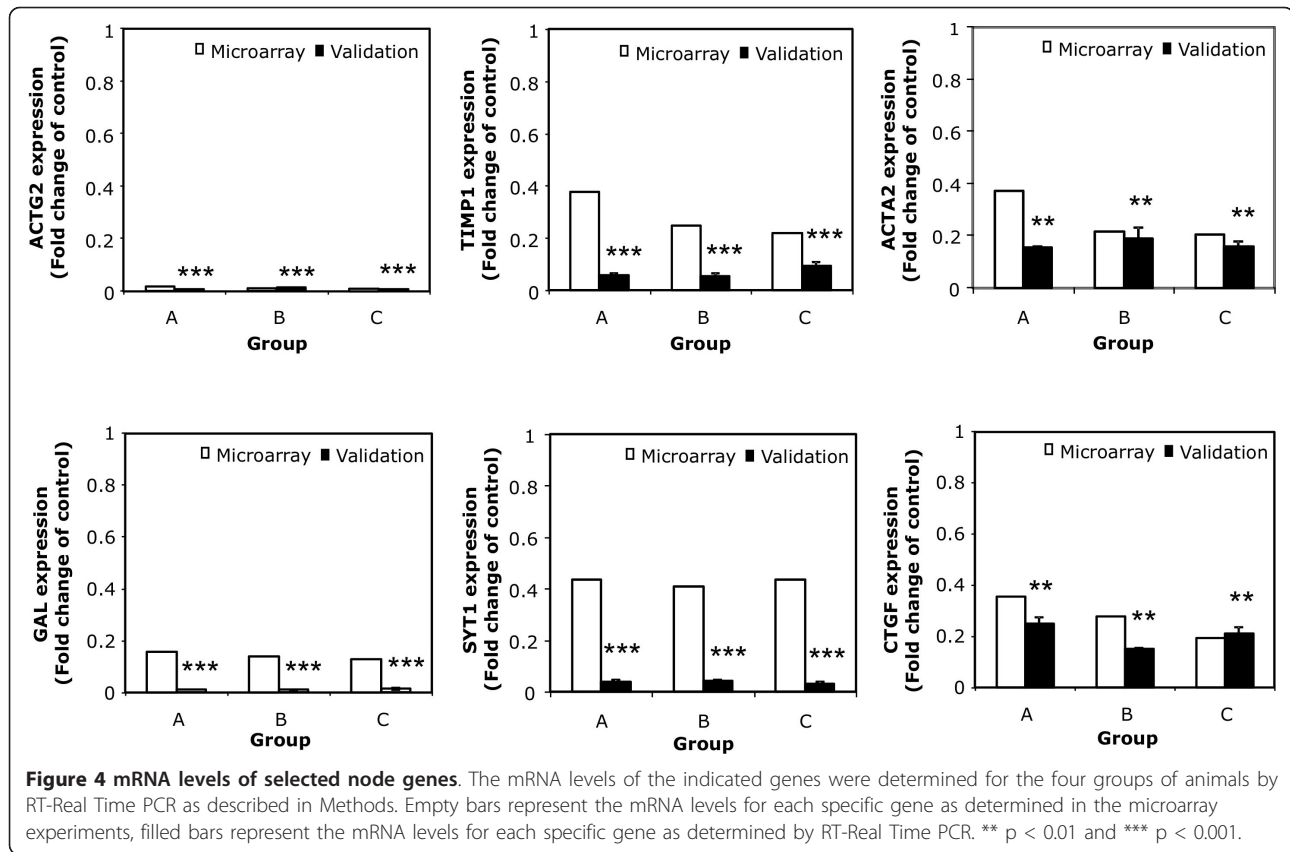 ACTG2 expression
(Fold change of control)
1
0.8
0.6
0.4
0.2
0
Microarray Validation
*** *** ***
A B C
Group
TIMP1 expression
(Fold change of control)
1
0.8
0.6
0.4
0.2
0
Microarray Validation
*** *** ***
A B C
Group
ACTA2 expression
(Fold change of control)
1
0.8
0.6
0.4
0.2
0
Microarray Validation
** ** **
A B C
Group
GAL expression
(Fold change of control)
1
0.8
0.6
0.4
0.2
0
Microarray Validation
*** *** ***
A B C
Group
SYT1 expression
(Fold change of control)
1
0.8
0.6
0.4
0.2
0
Microarray Validation
*** *** ***
A B C
Group
CTGF expression
(Fold change of control)
1
0.8
0.6
0.4
0.2
0
Microarray Validation
** ** **
A B C
Group
Figure 4 mRNA levels of selected node genes. The mRNA levels of the indicated genes were determined for the four groups of animals by
RT-Real Time PCR as described in Methods. Empty bars represent the mRNA levels for each specific gene as determined in the microarray
experiments, filled bars represent the mRNA levels for each specific gene as determined by RT-Real Time PCR. ** p < 0.01 and *** p < 0.001.